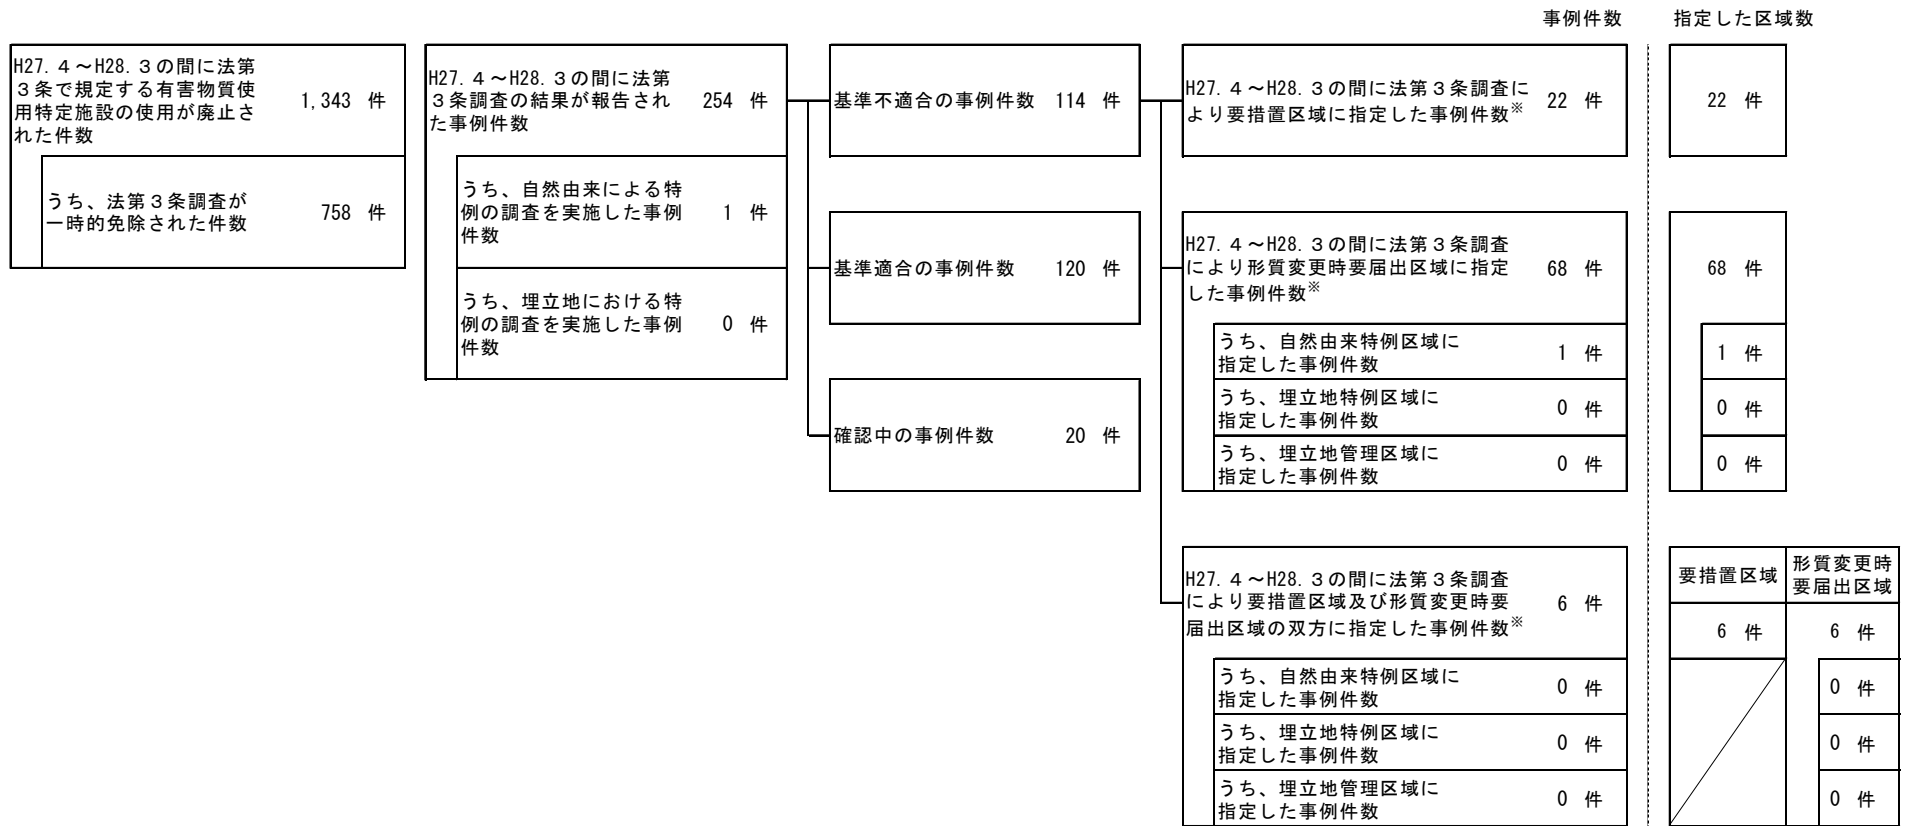 事例件数
指定した区域数
H27.4～H28.3の間に法第
３条で規定する有害物質使
用特定施設の使用が廃止さ
れた件数
1,343 件
うち、法第３条調査が
一時的免除された件数
758 件
H27.4～H28.3の間に法第
３条調査の結果が報告され
た事例件数
254 件
うち、自然由来による特
例の調査を実施した事例
件数
1 件
うち、埋立地における特
例の調査を実施した事例
件数
0 件
基準不適合の事例件数 114 件
基準適合の事例件数 120 件
確認中の事例件数 20 件
H27.4～H28.3の間に法第３条調査に
より要措置区域に指定した事例件数※
22 件
22 件
H27.4～H28.3の間に法第３条調査
により形質変更時要届出区域に指定
した事例件数※
68 件
68 件
うち、自然由来特例区域に
指定した事例件数
1 件
1 件
うち、埋立地特例区域に
指定した事例件数
0 件
0 件
うち、埋立地管理区域に
指定した事例件数
0 件
0 件
H27.4～H28.3の間に法第３条調査
により要措置区域及び形質変更時要
届出区域の双方に指定した事例件数※
6 件
要措置区域
形質変更時
要届出区域
6 件
6 件
うち、自然由来特例区域に
指定した事例件数
0 件
0 件
うち、埋立地特例区域に
指定した事例件数
0 件
0 件
うち、埋立地管理区域に
指定した事例件数
0 件
0 件